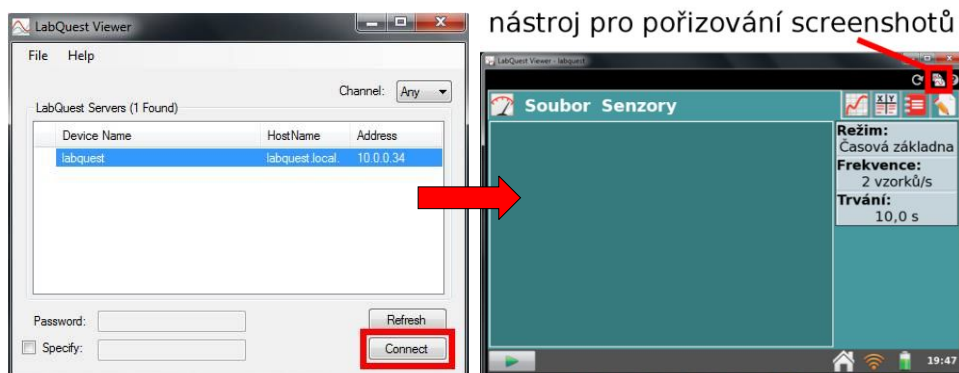 LabQuest Viewer
File Help
Channel: Any
LabQuest Servers (1 Found)
Device Name HostName Address
labquest labquest.local. 10.0.0.34
Password:
Refresh
Specify:
Connect
nástroj pro pořizování screenshotů
LabQuest Viewer - labquest
Soubor Senzory
X Y
Režim:
Časová základna
Frekvence:
2 vzorků/s
Trvání:
10,0 s
19:47